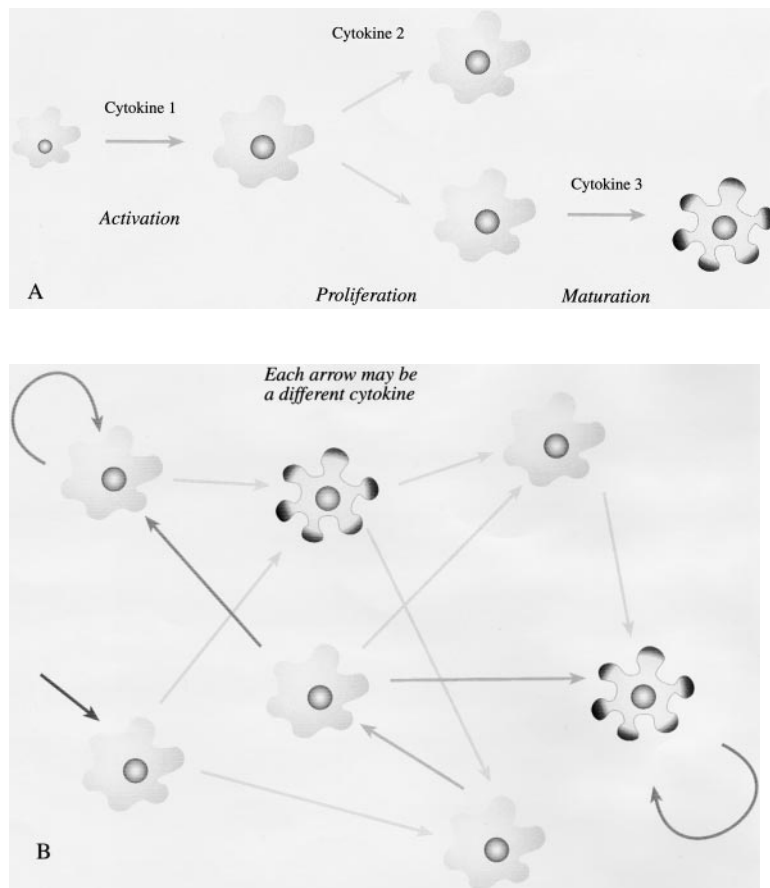 Cytokine 2
Cytokine 1
Cytokine 3
Activation
Proliferation
Maturation
A
Each arrow may be
a different cytokine
B